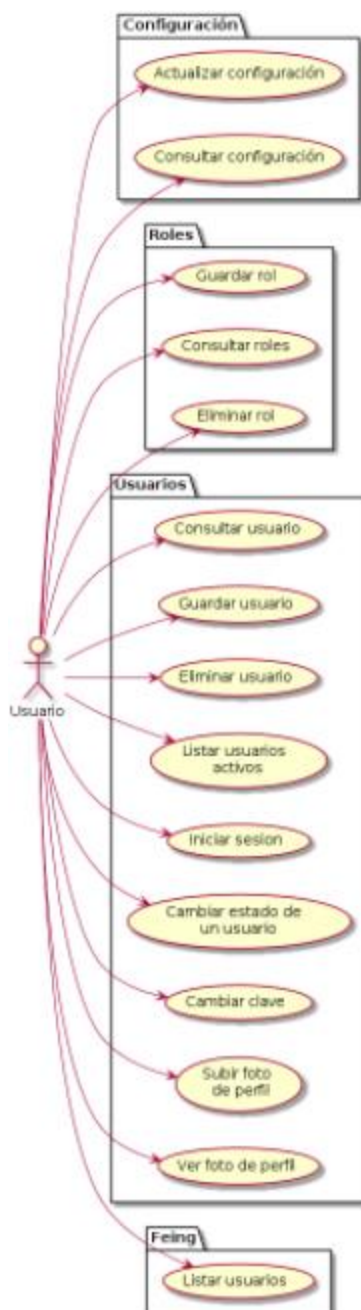 Configuración
Actualizar configuración
Consultar configuración
Roles
Guardar rol
Consultar roles
Eliminar rol
Usuarios
Consultar usuario
Guardar usuario
Eliminar usuario
Usuario
Listar usuarios
activos
Iniciar sesion
Cambiar estado de
un usuario
Cambiar clave
Subir foto
de perfil
Ver foto de perfil
Feing
Listar usuarios